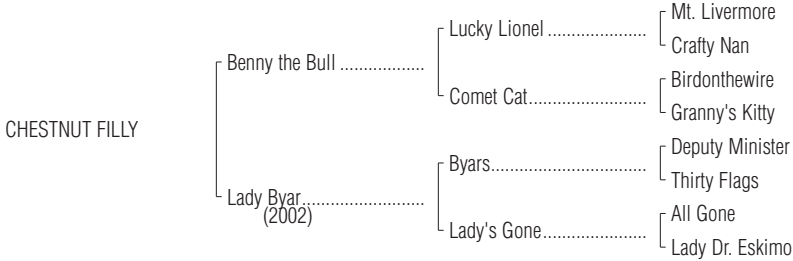 Mt. Livermore
Lucky Lionel ......................
Crafty Nan
Benny the Bull ..................
Birdonthewire
Comet Cat..........................
Granny's Kitty
CHESTNUT FILLY
Deputy Minister
Byars..................................
Thirty Flags
Lady Byar..........................
(2002)
All Gone
Lady's Gone.......................
Lady Dr. Eskimo